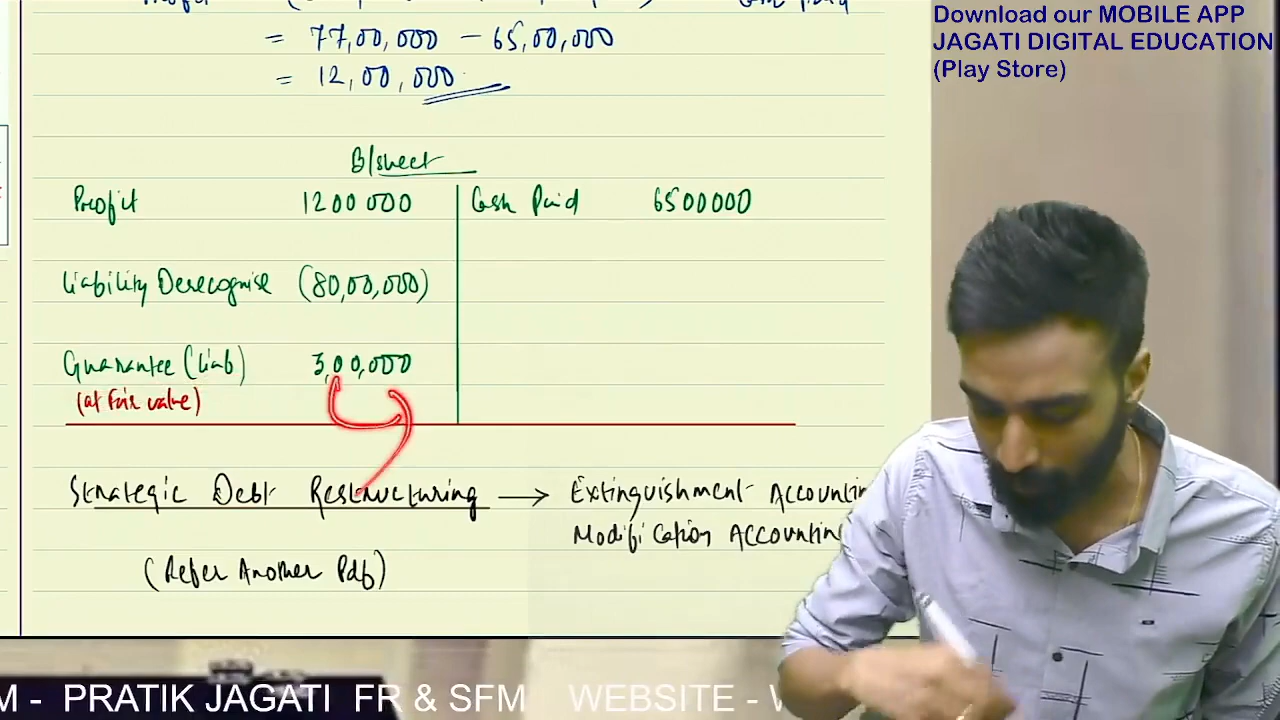 Download our MOBILE APP
JAGATI DIGITAL EDUCATION
(Play Store)
= 77,00,000 - 65,00,000
= 12,00,000
B/sheet
Profit 1200000 Cash Paid 6500000
Liability Derecognise (80,00,000)
Guarantee (Liab) 3,00,000
(at fair value)
Strategic Debt Restructuring → Extinguishment Accountin
Modification Accountin
(Refer Another Pdf)
M - PRATIK JAGATI FR & SFM WEBSITE -